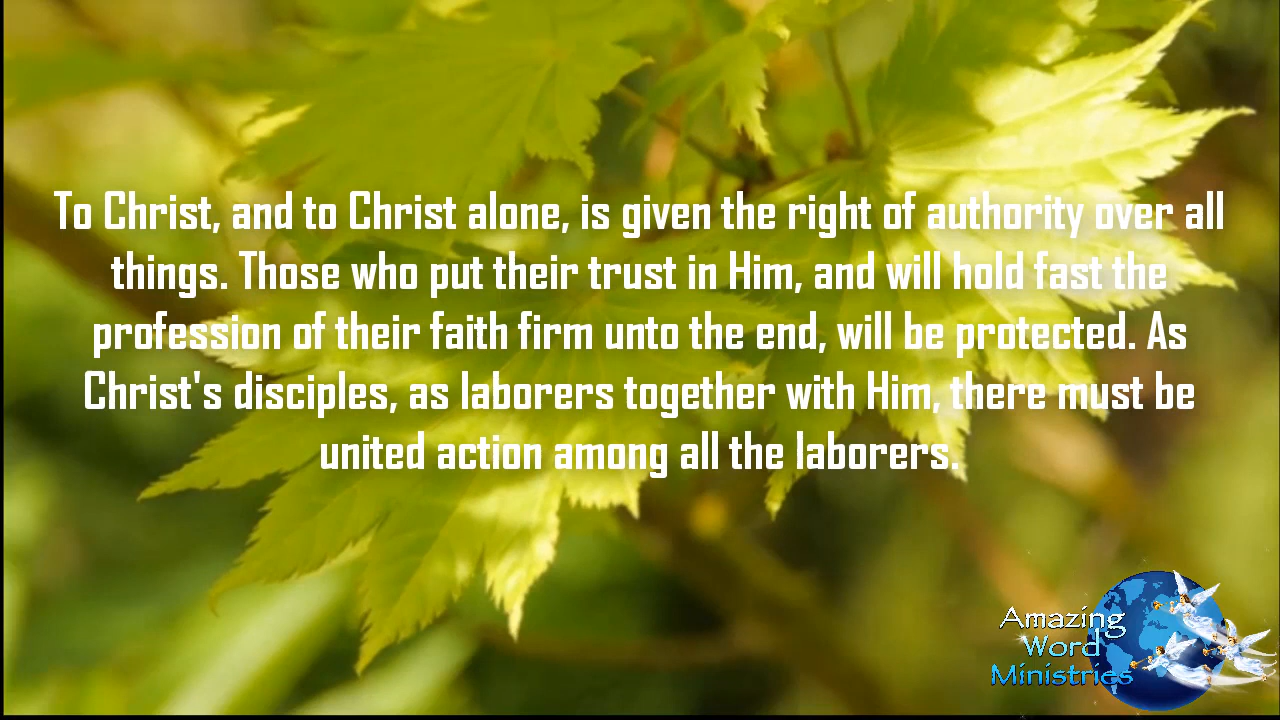 To Christ, and to Christ alone, is given the right of authority over all
things. Those who put their trust in Him, and will hold fast the
profession of their faith firm unto the end, will be protected. As
Christ's disciples, as laborers together with Him, there must be
united action among all the laborers.
Amazing
Word
Ministries